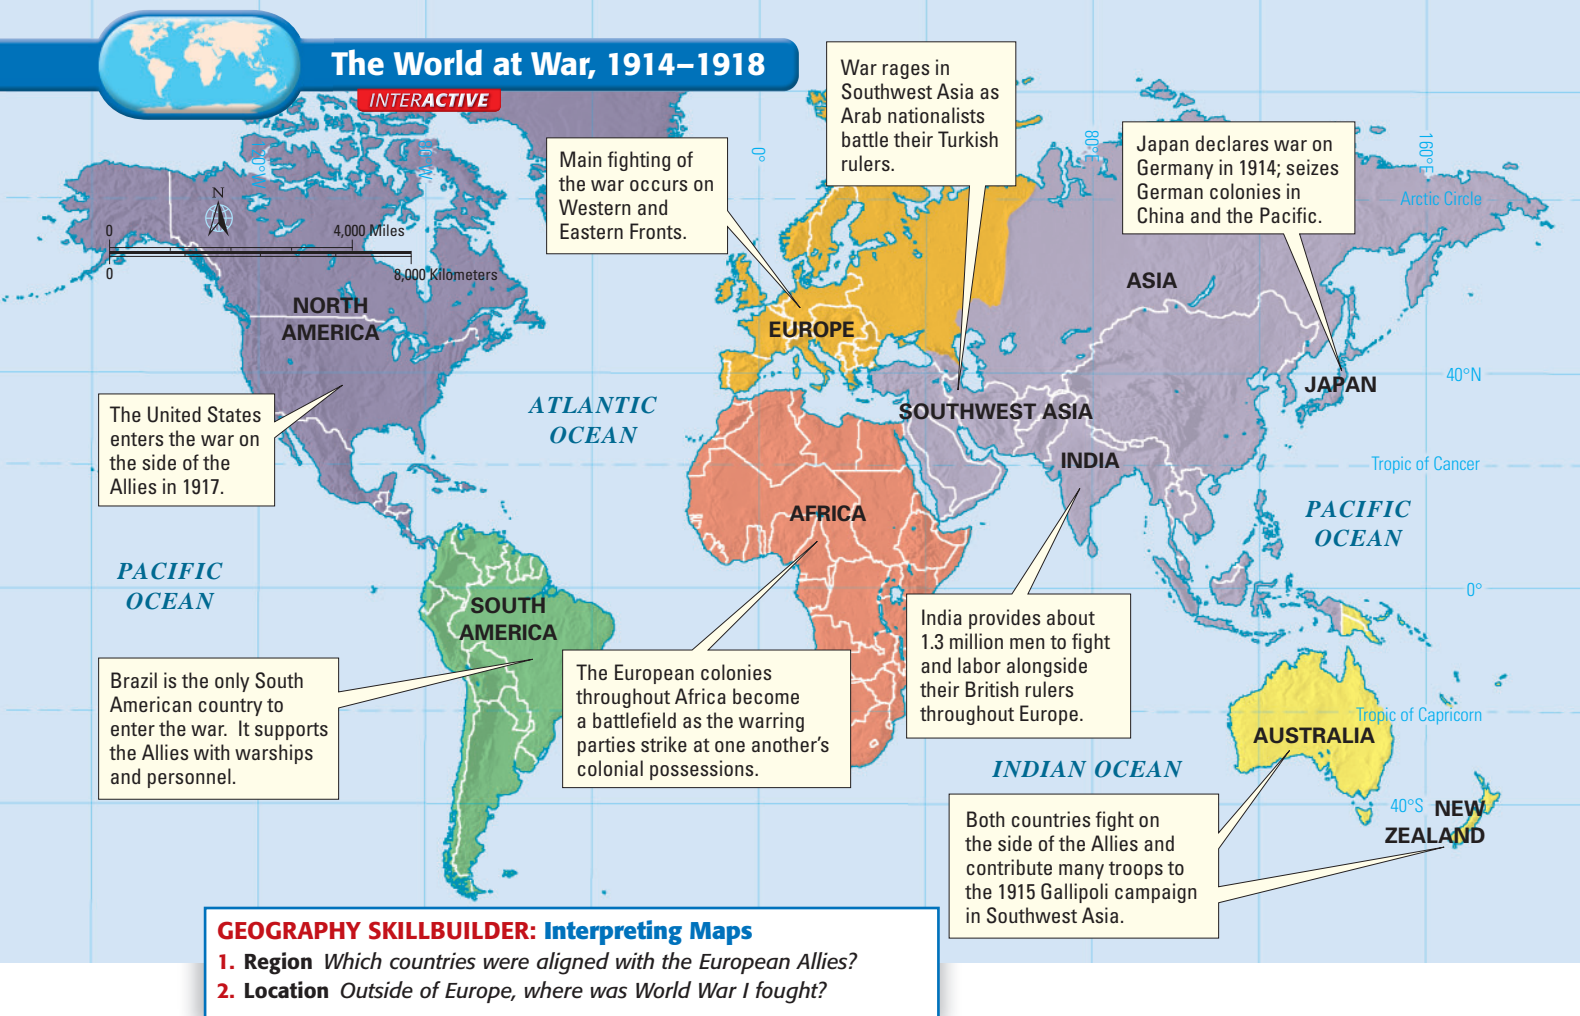 The World at War, 1914–1918
INTERACTIVE
War rages in
Southwest Asia as
Arab nationalists
battle their Turkish
rulers.
Main fighting of
the war occurs on
Western and
Eastern Fronts.
Japan declares war on
Germany in 1914; seizes
German colonies in
China and the Pacific.
0°
80°E
160°E
Arctic Circle
N
0
4,000 Miles
0
8,000 Kilometers
NORTH
AMERICA
EUROPE
ASIA
JAPAN
40°N
The United States
enters the war on
the side of the
Allies in 1917.
ATLANTIC
OCEAN
SOUTHWEST ASIA
INDIA
Tropic of Cancer
AFRICA
PACIFIC
OCEAN
PACIFIC
OCEAN
0°
SOUTH
AMERICA
India provides about
1.3 million men to fight
and labor alongside
their British rulers
throughout Europe.
Brazil is the only South
American country to
enter the war. It supports
the Allies with warships
and personnel.
The European colonies
throughout Africa become
a battlefield as the warring
parties strike at one another's
colonial possessions.
Tropic of Capricorn
AUSTRALIA
INDIAN OCEAN
40°S
NEW
ZEALAND
Both countries fight on
the side of the Allies and
contribute many troops to
the 1915 Gallipoli campaign
in Southwest Asia.
GEOGRAPHY SKILLBUILDER: Interpreting Maps
1. Region Which countries were aligned with the European Allies?
2. Location Outside of Europe, where was World War I fought?